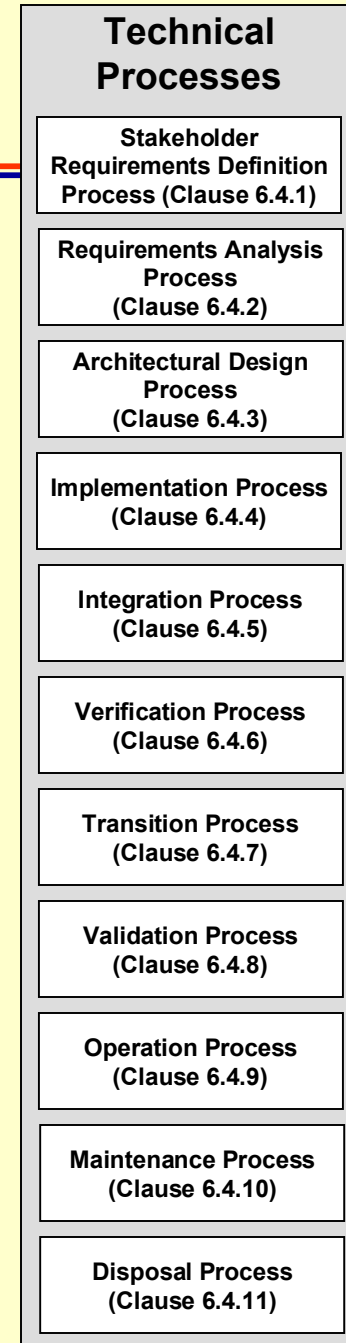 Technical
Processes
Stakeholder
Requirements Definition
Process (Clause 6.4.1)
Requirements Analysis
Process
(Clause 6.4.2)
Architectural Design
Process
(Clause 6.4.3)
Implementation Process
(Clause 6.4.4)
Integration Process
(Clause 6.4.5)
Verification Process
(Clause 6.4.6)
Transition Process
(Clause 6.4.7)
Validation Process
(Clause 6.4.8)
Operation Process
(Clause 6.4.9)
Maintenance Process
(Clause 6.4.10)
Disposal Process
(Clause 6.4.11)